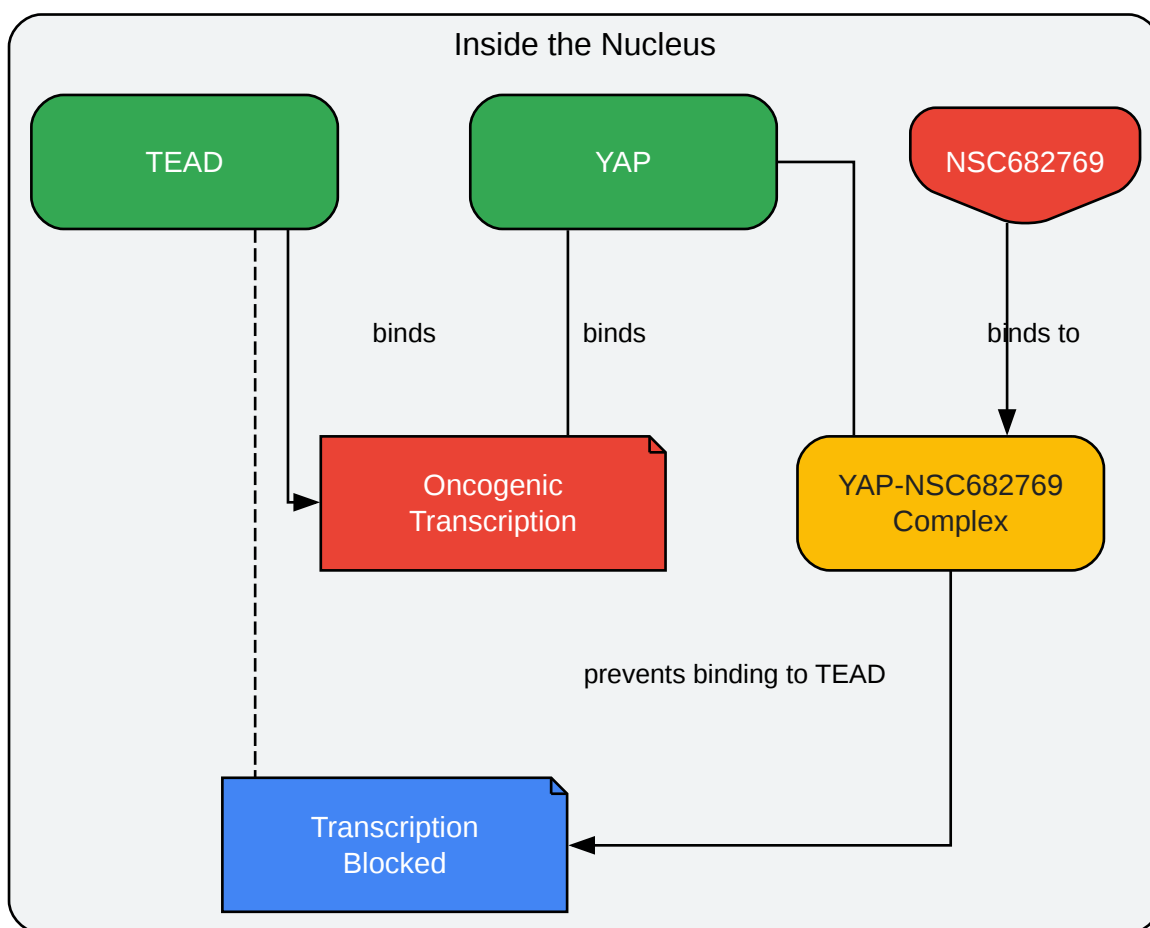 Inside the Nucleus
TEAD
YAP
NSC682769
binds
binds
binds to
Oncogenic
Transcription
YAP-NSC682769
Complex
prevents binding to TEAD
Transcription
Blocked